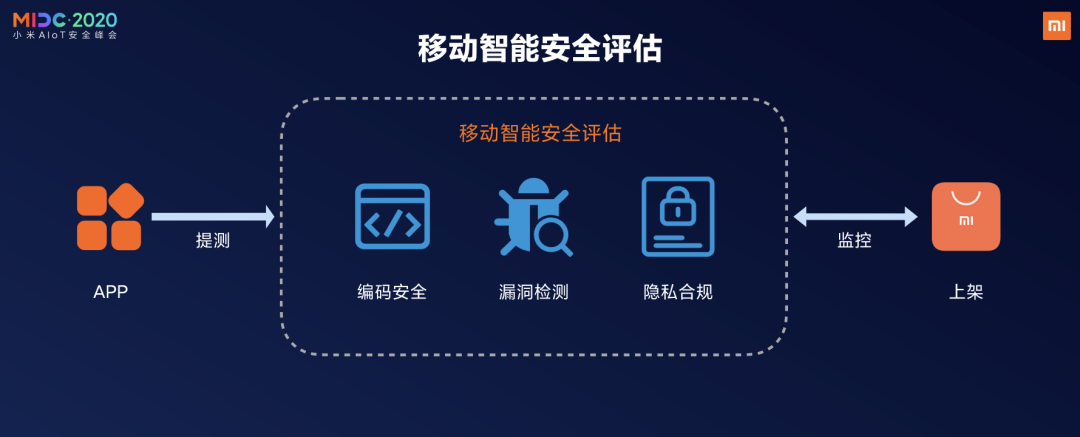 MIDC·2020
小米AIoT安全峰会
移动智能安全评估
移动智能安全评估
提测
监控
APP
编码安全
漏洞检测
隐私合规
上架